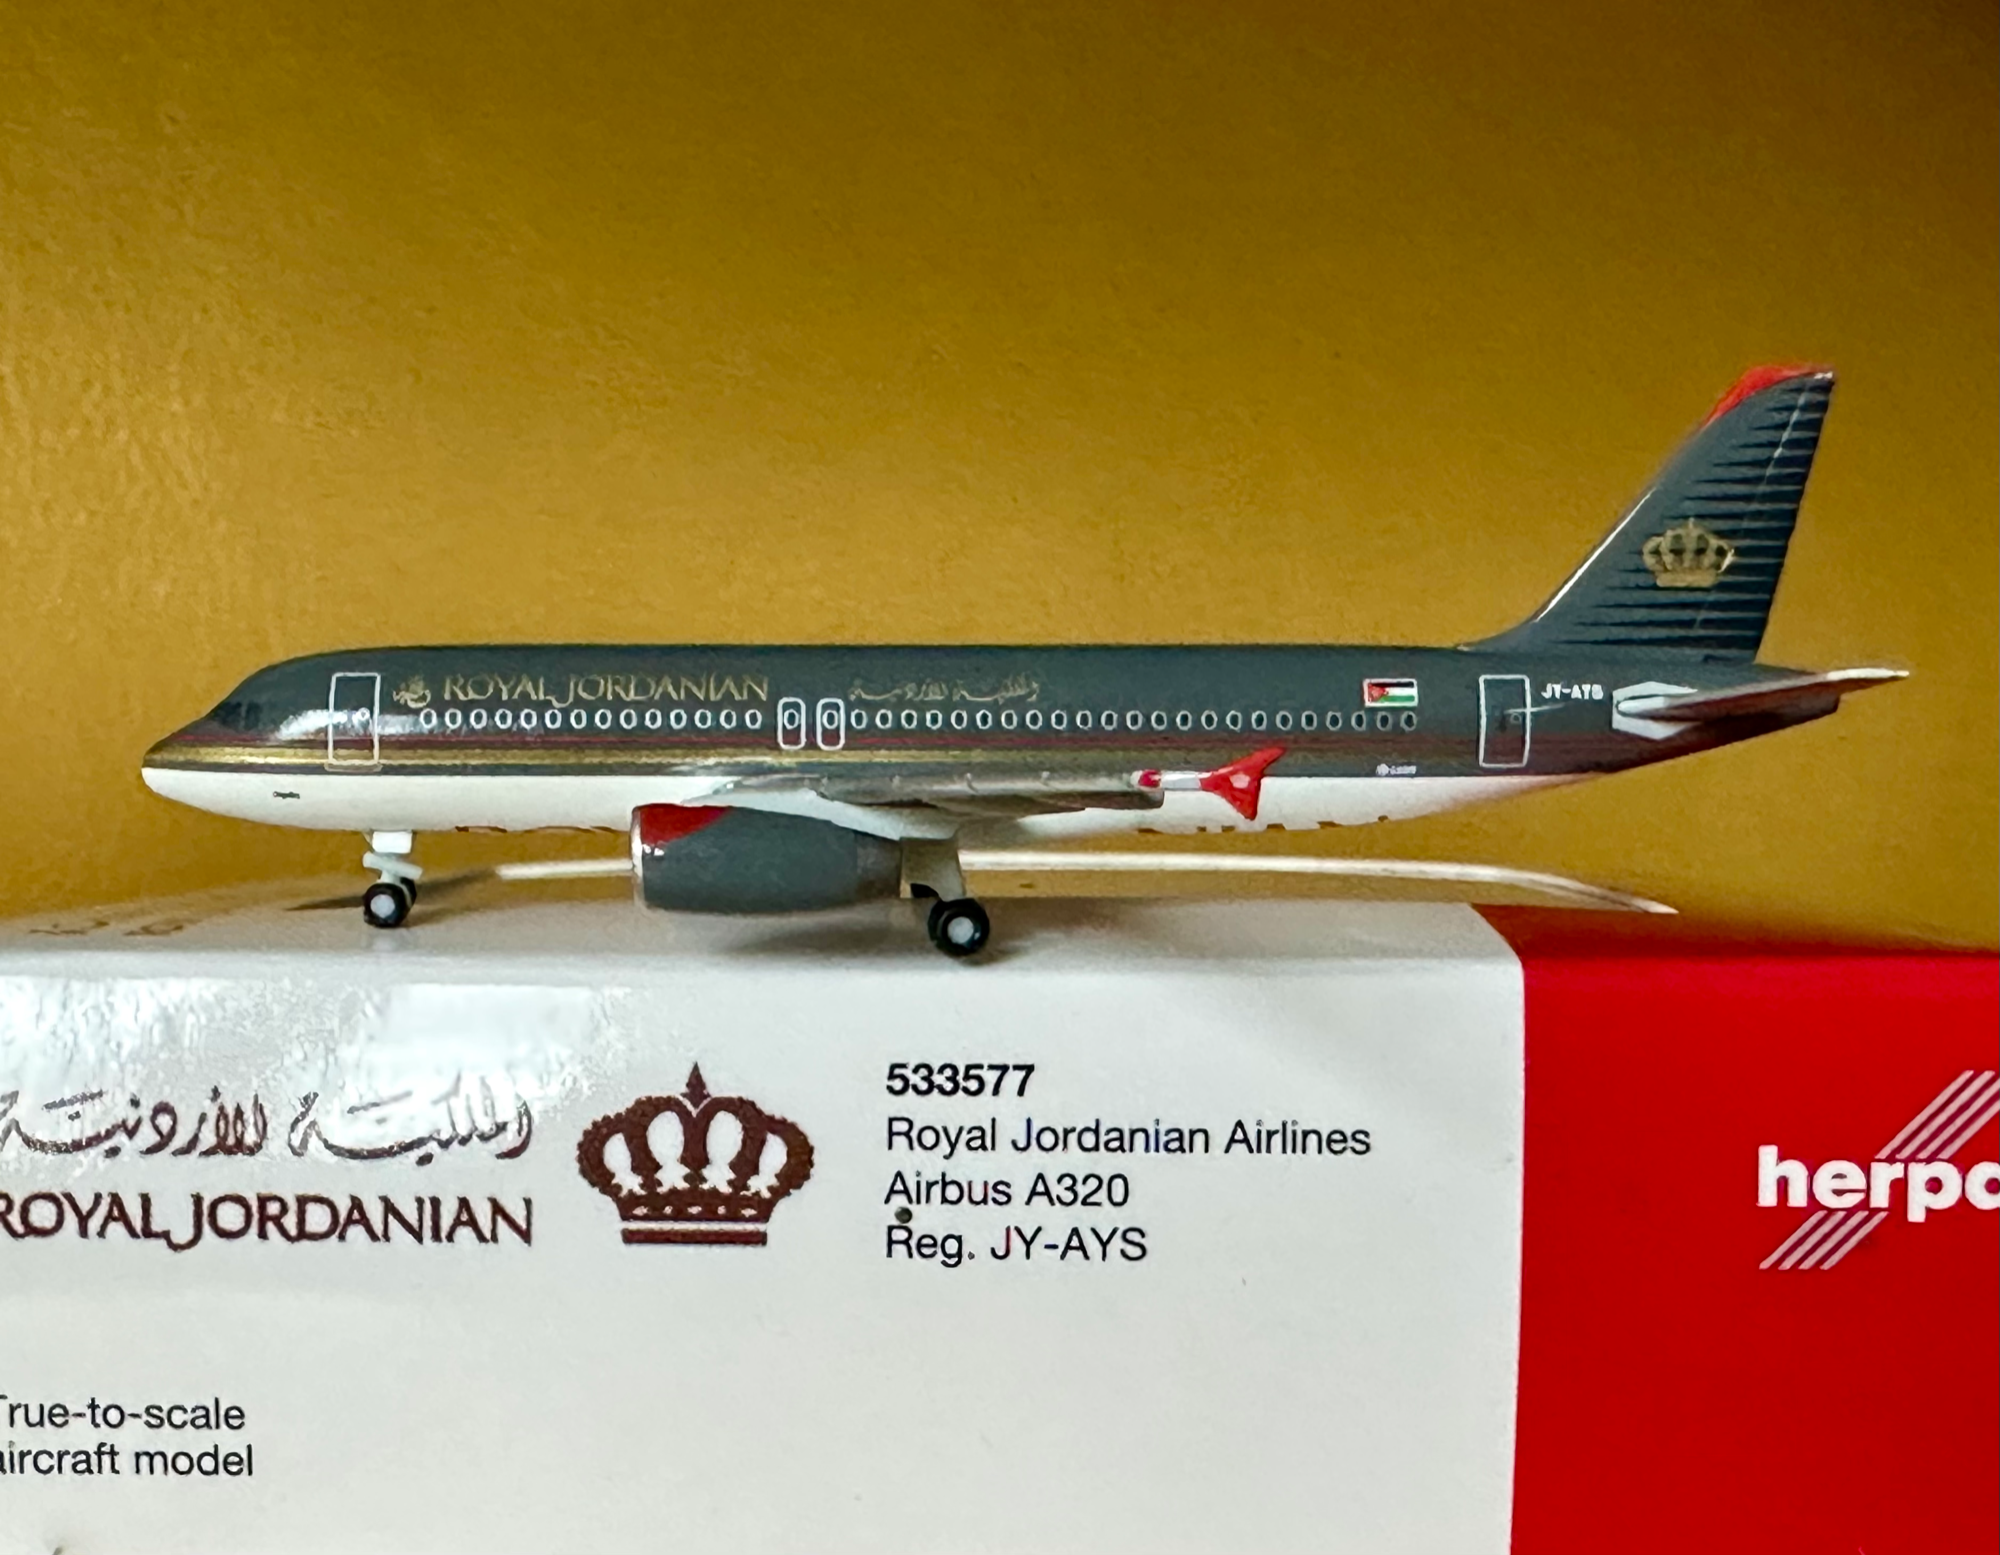 ROYAL JORDANIAN
الملكية الأردنية
JY-AYS
الملكية الأردنية
ROYAL JORDANIAN
533577
Royal Jordanian Airlines
Airbus A320
Reg. JY-AYS
herpa
True-to-scale
aircraft model